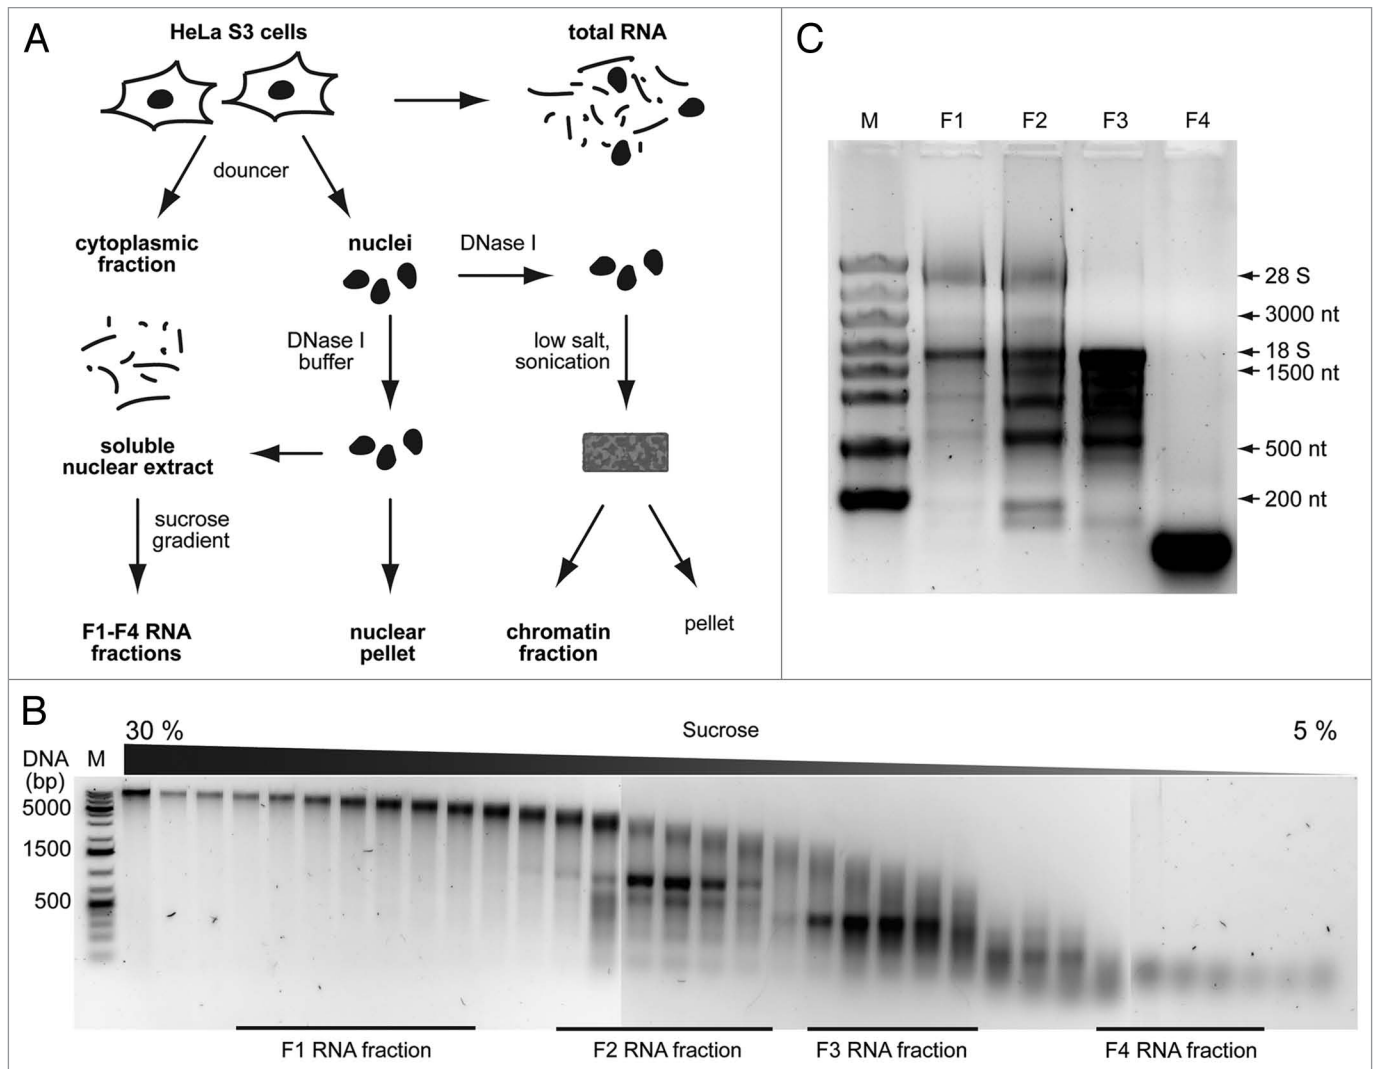 A
HeLa S3 cells
total RNA
douncer
cytoplasmic
fraction
nuclei
DNase I
DNase I
buffer
low salt,
sonication
soluble
nuclear extract
sucrose
gradient
F1-F4 RNA
fractions
nuclear
pellet
chromatin
fraction
pellet
C
M F1 F2 F3 F4
28 S
3000 nt
18 S
1500 nt
500 nt
200 nt
B
30 % Sucrose 5 %
DNA M
(bp)
5000
1500
500
F1 RNA fraction F2 RNA fraction F3 RNA fraction F4 RNA fraction